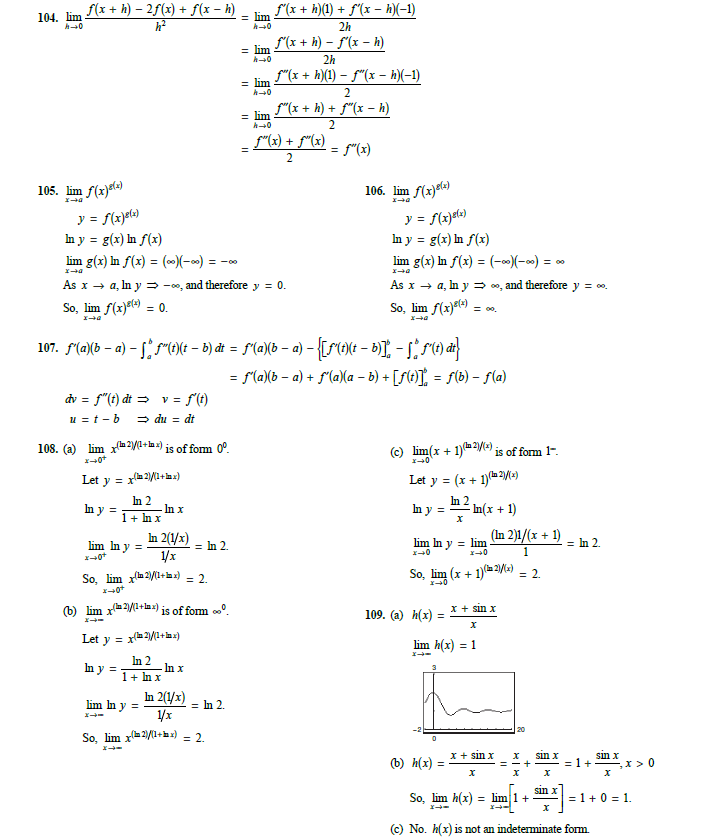 104. lim_{h→0} (f(x + h) − 2f(x) + f(x − h))/h² = lim_{h→0} (f′(x + h)(1) + f′(x − h)(−1))/2h
= lim_{h→0} (f′(x + h) − f′(x − h))/2h
= lim_{h→0} (f″(x + h)(1) − f″(x − h)(−1))/2
= lim_{h→0} (f″(x + h) + f″(x − h))/2
= (f″(x) + f″(x))/2 = f″(x)
105. lim_{x→a} f(x)^{g(x)}
y = f(x)^{g(x)}
ln y = g(x) ln f(x)
lim_{x→a} g(x) ln f(x) = (∞)(−∞) = −∞
As x → a, ln y ⇒ −∞, and therefore y = 0.
So, lim_{x→a} f(x)^{g(x)} = 0.
106. lim_{x→a} f(x)^{g(x)}
y = f(x)^{g(x)}
ln y = g(x) ln f(x)
lim_{x→a} g(x) ln f(x) = (−∞)(−∞) = ∞
As x → a, ln y ⇒ ∞, and therefore y = ∞.
So, lim_{x→a} f(x)^{g(x)} = ∞.
107. f′(a)(b − a) − ∫_a^b f″(t)(t − b) dt = f′(a)(b − a) − {[f′(t)(t − b)]_a^b − ∫_a^b f′(t) dt}
= f′(a)(b − a) + f′(a)(a − b) + [f(t)]_a^b = f(b) − f(a)
dv = f″(t) dt ⇒ v = f′(t)
u = t − b ⇒ du = dt
108. (a) lim_{x→0⁺} x^{(ln 2)/(1+ln x)} is of form 0⁰.
Let y = x^{(ln 2)/(1+ln x)}
ln y = (ln 2)/(1 + ln x) ln x
lim_{x→0⁺} ln y = (ln 2(1/x))/(1/x) = ln 2.
So, lim_{x→0⁺} x^{(ln 2)/(1+ln x)} = 2.
(b) lim_{x→∞} x^{(ln 2)/(1+ln x)} is of form ∞⁰.
Let y = x^{(ln 2)/(1+ln x)}
ln y = (ln 2)/(1 + ln x) ln x
lim_{x→∞} ln y = (ln 2(1/x))/(1/x) = ln 2.
So, lim_{x→∞} x^{(ln 2)/(1+ln x)} = 2.
(c) lim_{x→0} (x + 1)^{(ln 2)/(x)} is of form 1^∞.
Let y = (x + 1)^{(ln 2)/(x)}
ln y = (ln 2)/x ln(x + 1)
lim_{x→0} ln y = lim_{x→0} ((ln 2)1/(x + 1))/1 = ln 2.
So, lim_{x→0} (x + 1)^{(ln 2)/(x)} = 2.
109. (a) h(x) = (x + sin x)/x
lim_{x→∞} h(x) = 1
3
−2
20
0
(b) h(x) = (x + sin x)/x = x/x + (sin x)/x = 1 + (sin x)/x, x > 0
So, lim_{x→∞} h(x) = lim_{x→∞} [1 + (sin x)/x] = 1 + 0 = 1.
(c) No. h(x) is not an indeterminate form.